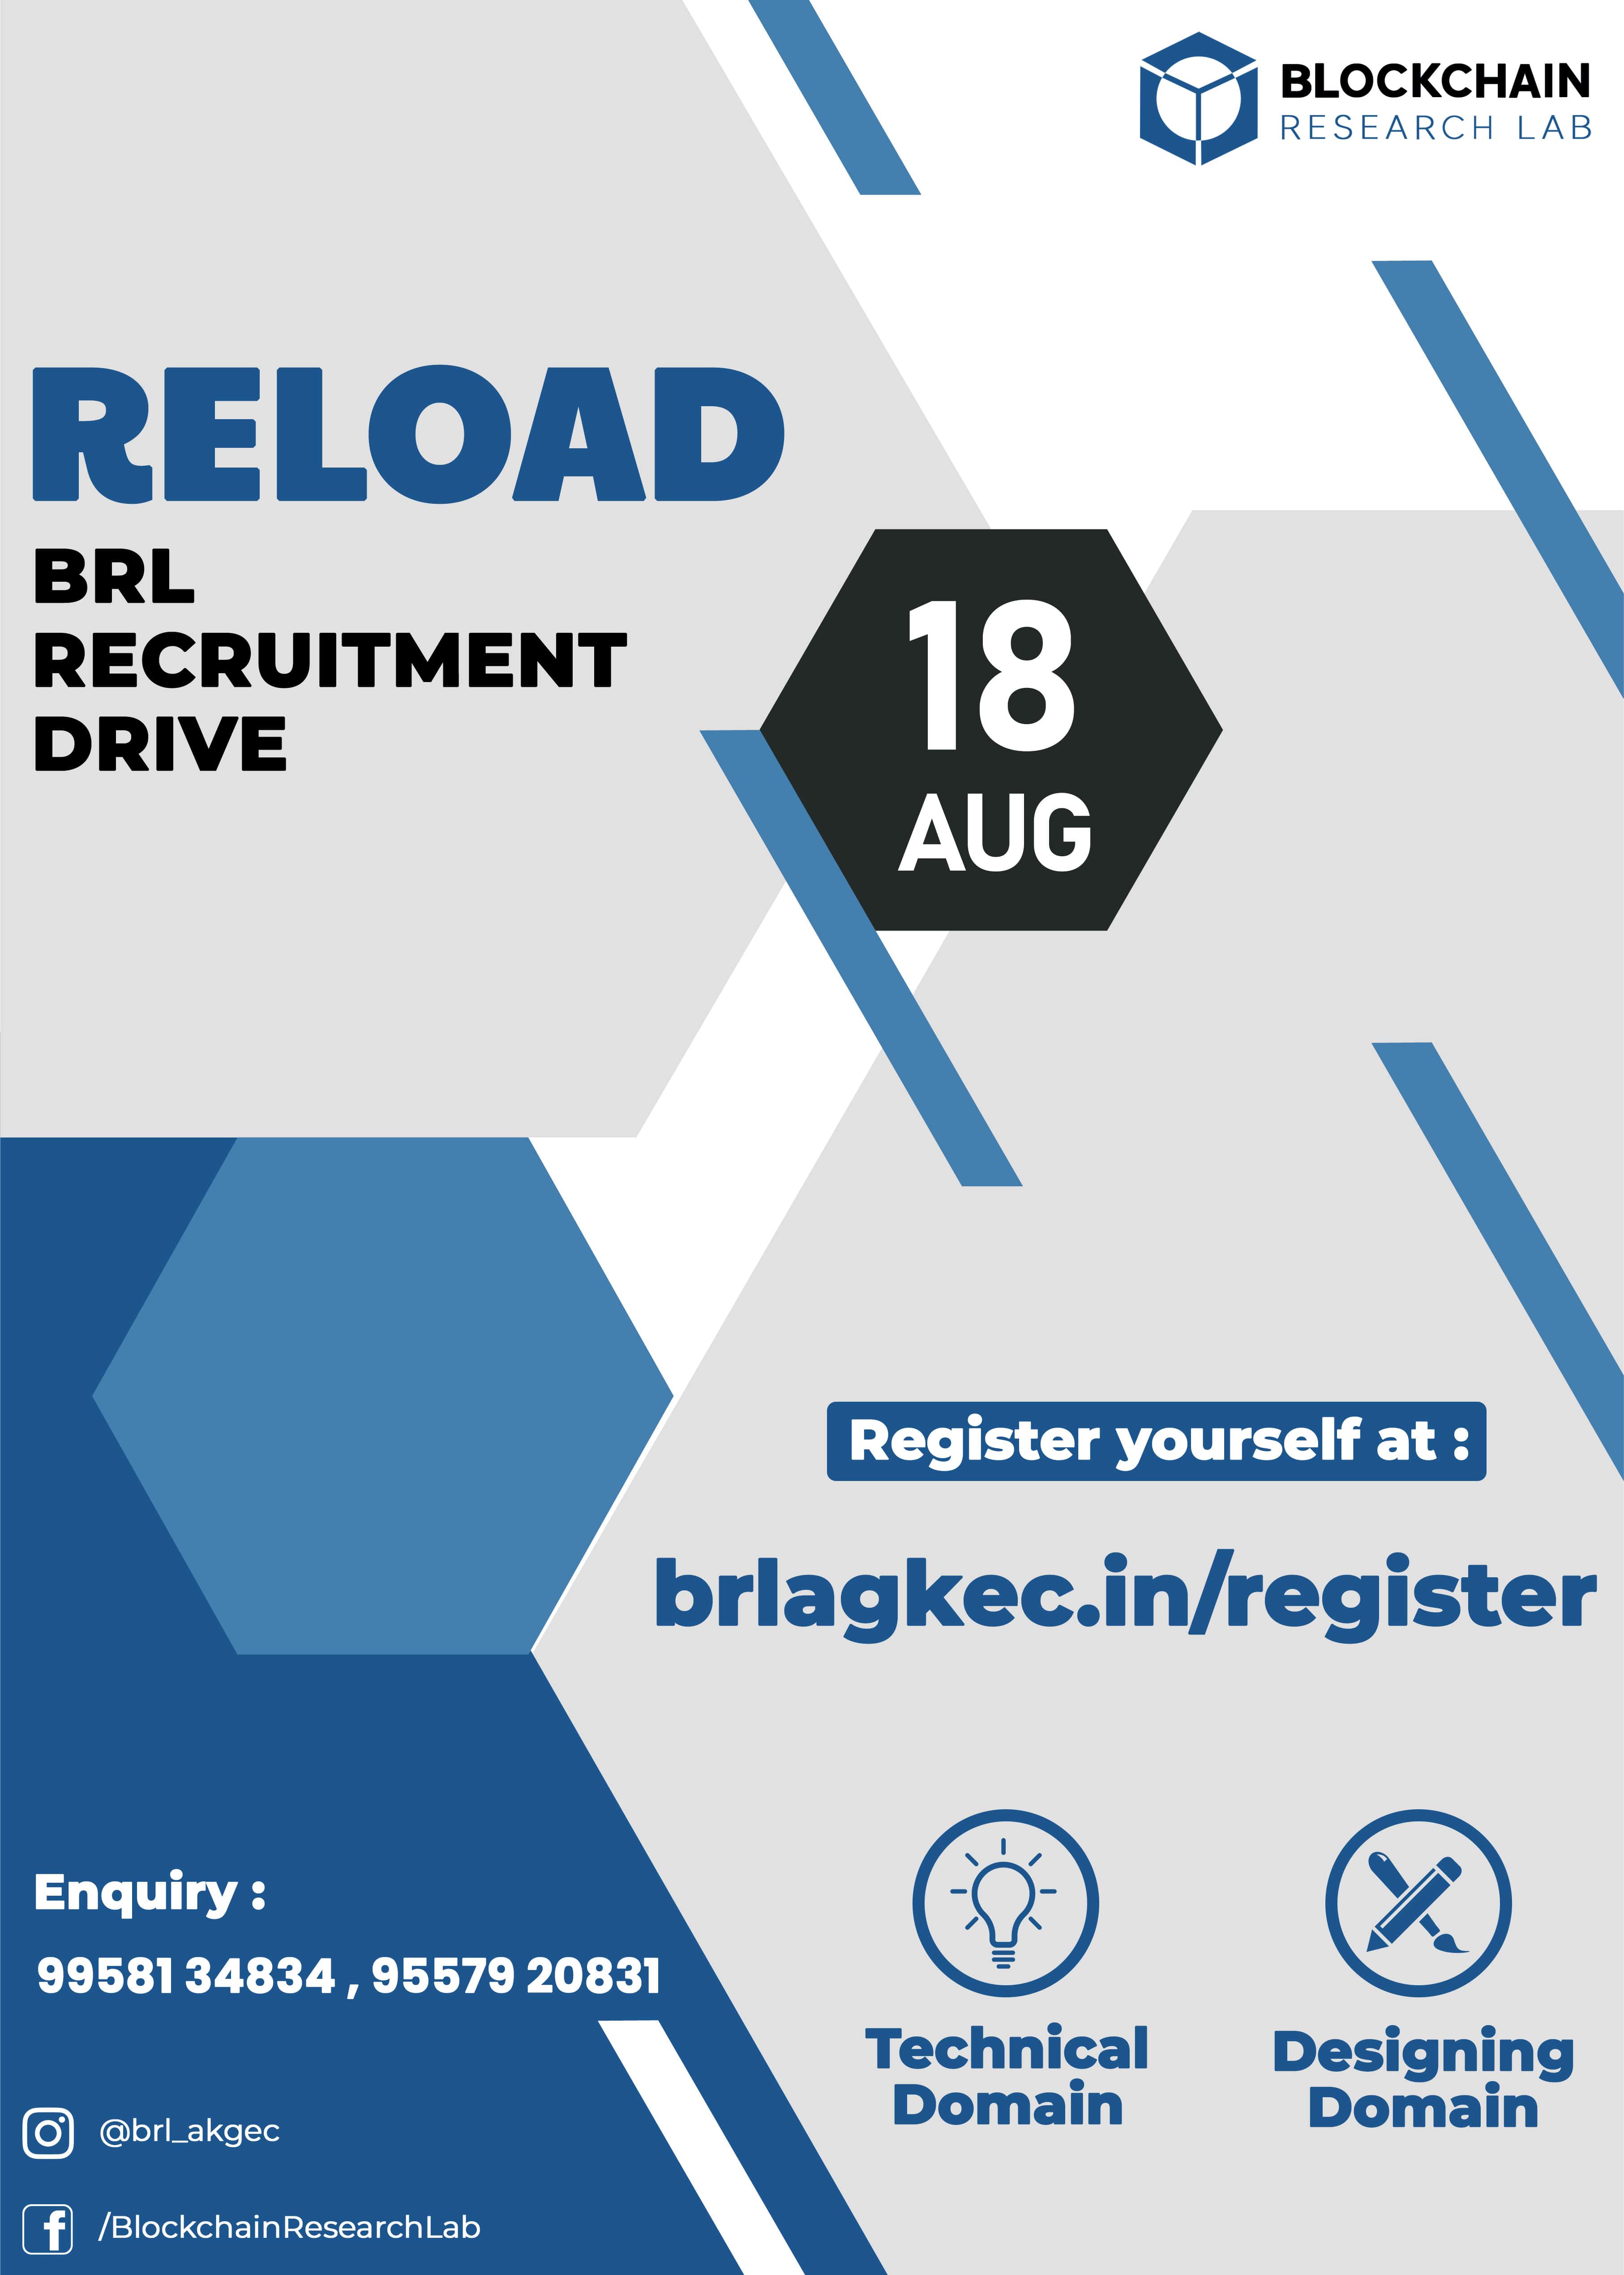 BLOCKCHAIN
RESEARCH LAB
RELOAD
BRL
RECRUITMENT
DRIVE
18
AUG
Register yourself at :
brlagkec.in/register
Technical
Domain
Designing
Domain
Enquiry :
99581 34834 , 95579 20831
@brl_akgec
/BlockchainResearchLab